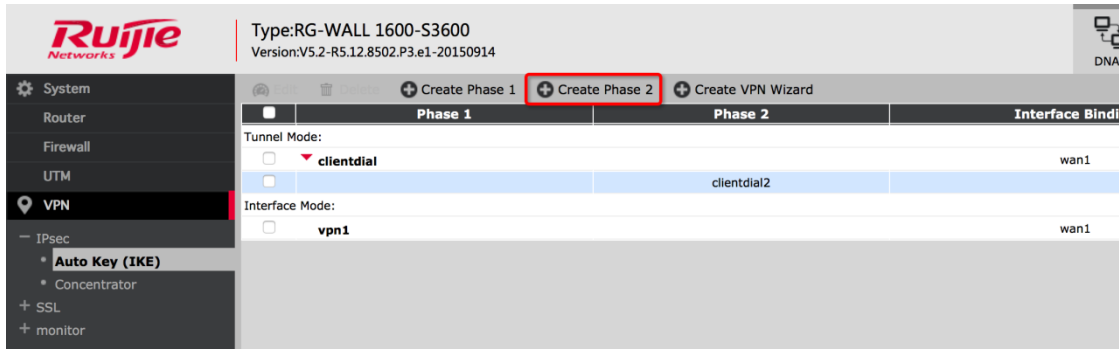 Ruijie
Networks
Type:RG-WALL 1600-S3600
Version:V5.2-R5.12.8502.P3.e1-20150914
DNA
System
Router
Firewall
UTM
VPN
IPsec
Auto Key (IKE)
Concentrator
SSL
monitor
Edit Delete Create Phase 1 Create Phase 2 Create VPN Wizard
Phase 1 Phase 2 Interface Bindi
Tunnel Mode:
clientdial wan1
clientdial2
Interface Mode:
vpn1 wan1